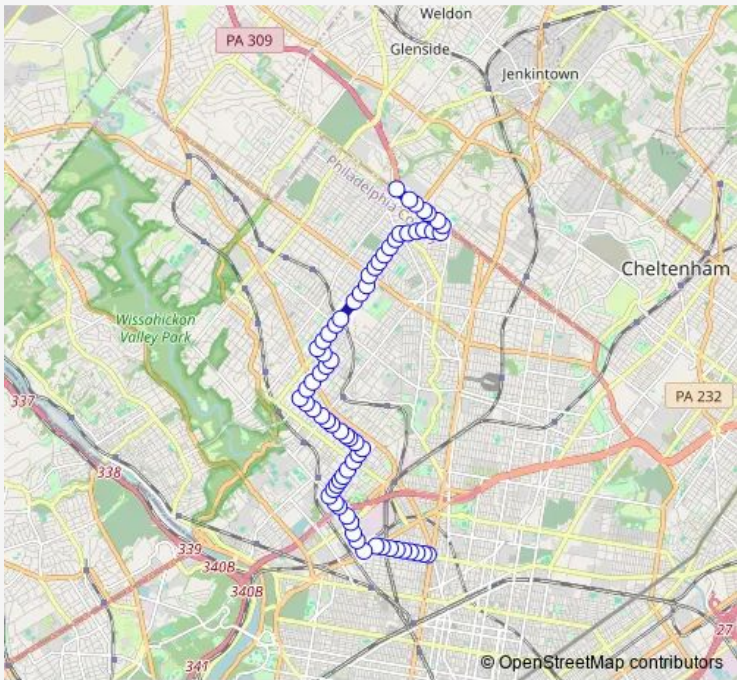 Weldon
PA 309
Glenside
Jenkintown
Philadelphia Co
Cheltenham
Wissahickon
Valley Park
PA 232
337
338
339
340B
340B
27
341
© OpenStreetMap contributors